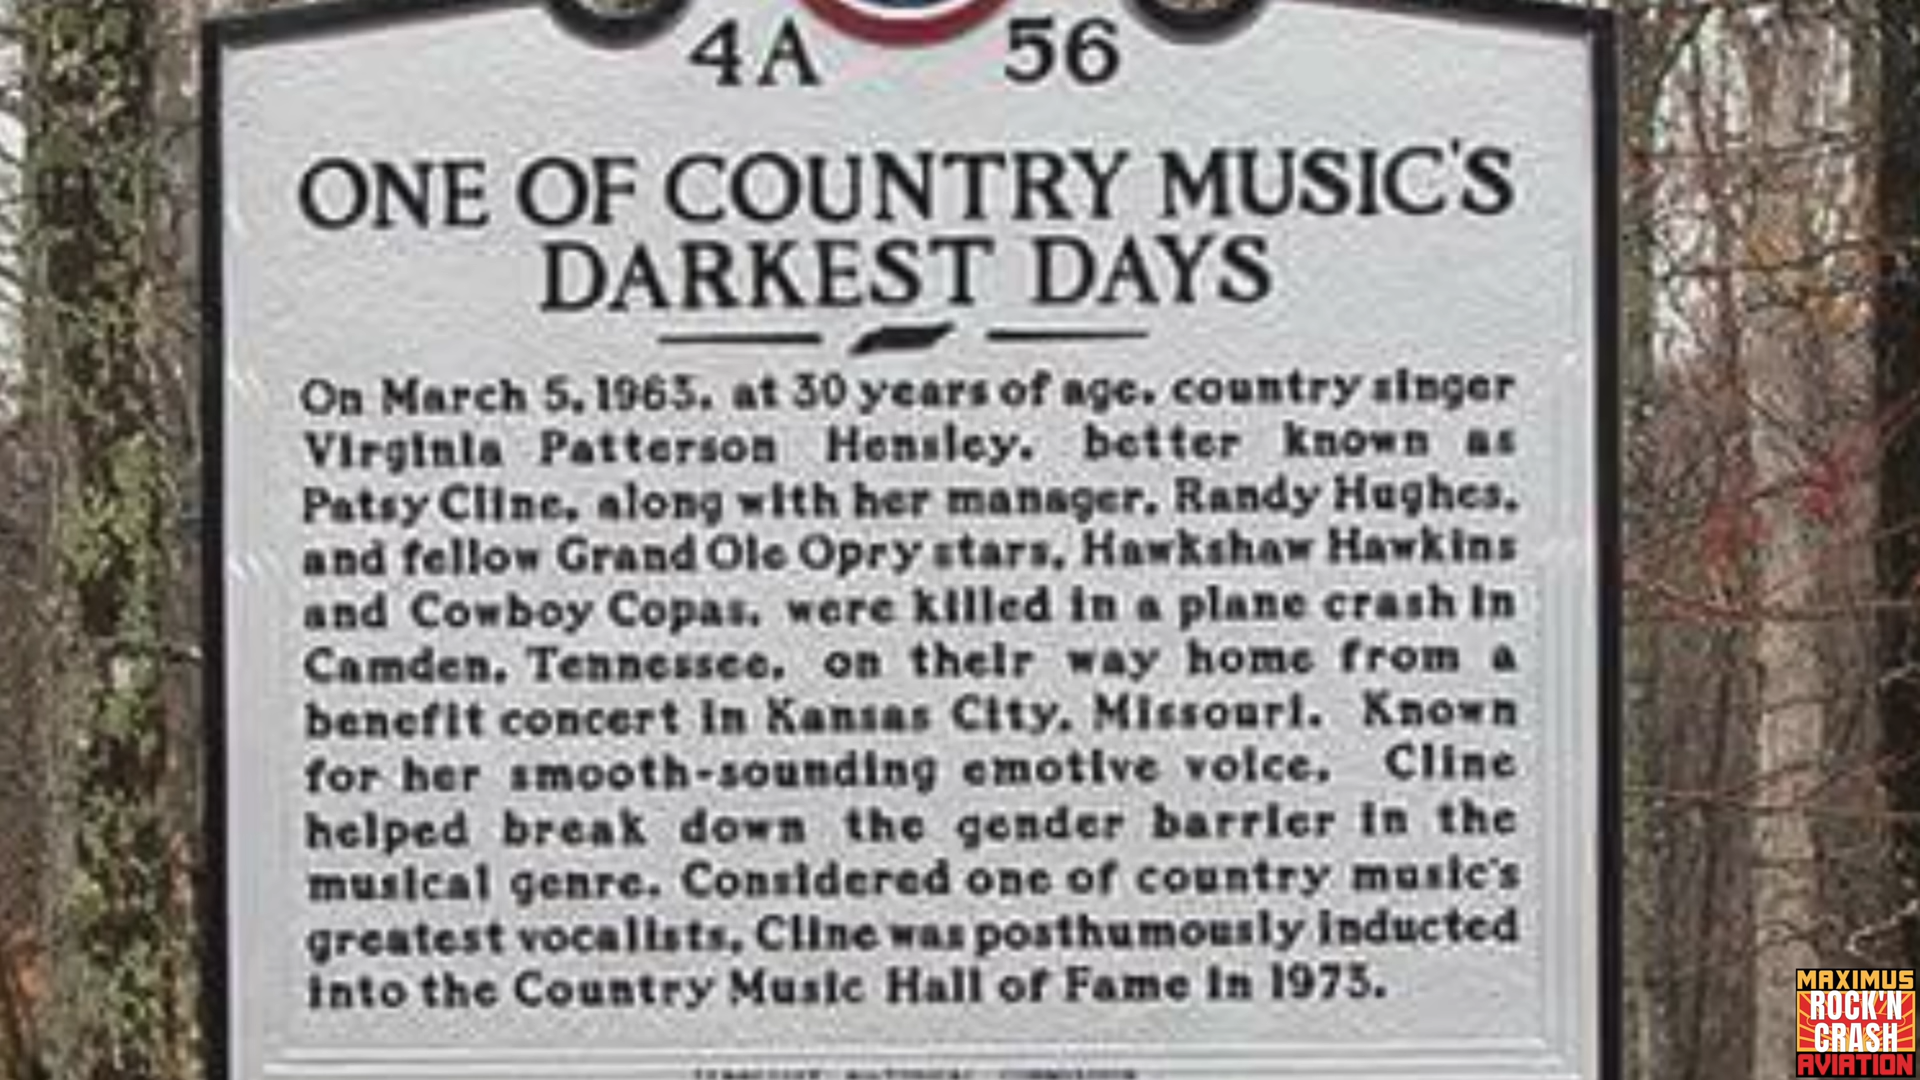 4A 56
ONE OF COUNTRY MUSIC'S
DARKEST DAYS
On March 5, 1963, at 30 years of age, country singer
Virginia Patterson Hensley, better known as
Patsy Cline, along with her manager, Randy Hughes,
and fellow Grand Ole Opry stars, Hawkshaw Hawkins
and Cowboy Copas, were killed in a plane crash in
Camden, Tennessee, on their way home from a
benefit concert in Kansas City, Missouri. Known
for her smooth-sounding emotive voice, Cline
helped break down the gender barrier in the
musical genre. Considered one of country music's
greatest vocalists, Cline was posthumously inducted
into the Country Music Hall of Fame in 1973.
MAXIMUS
ROCK'N
CRASH
AVIATION